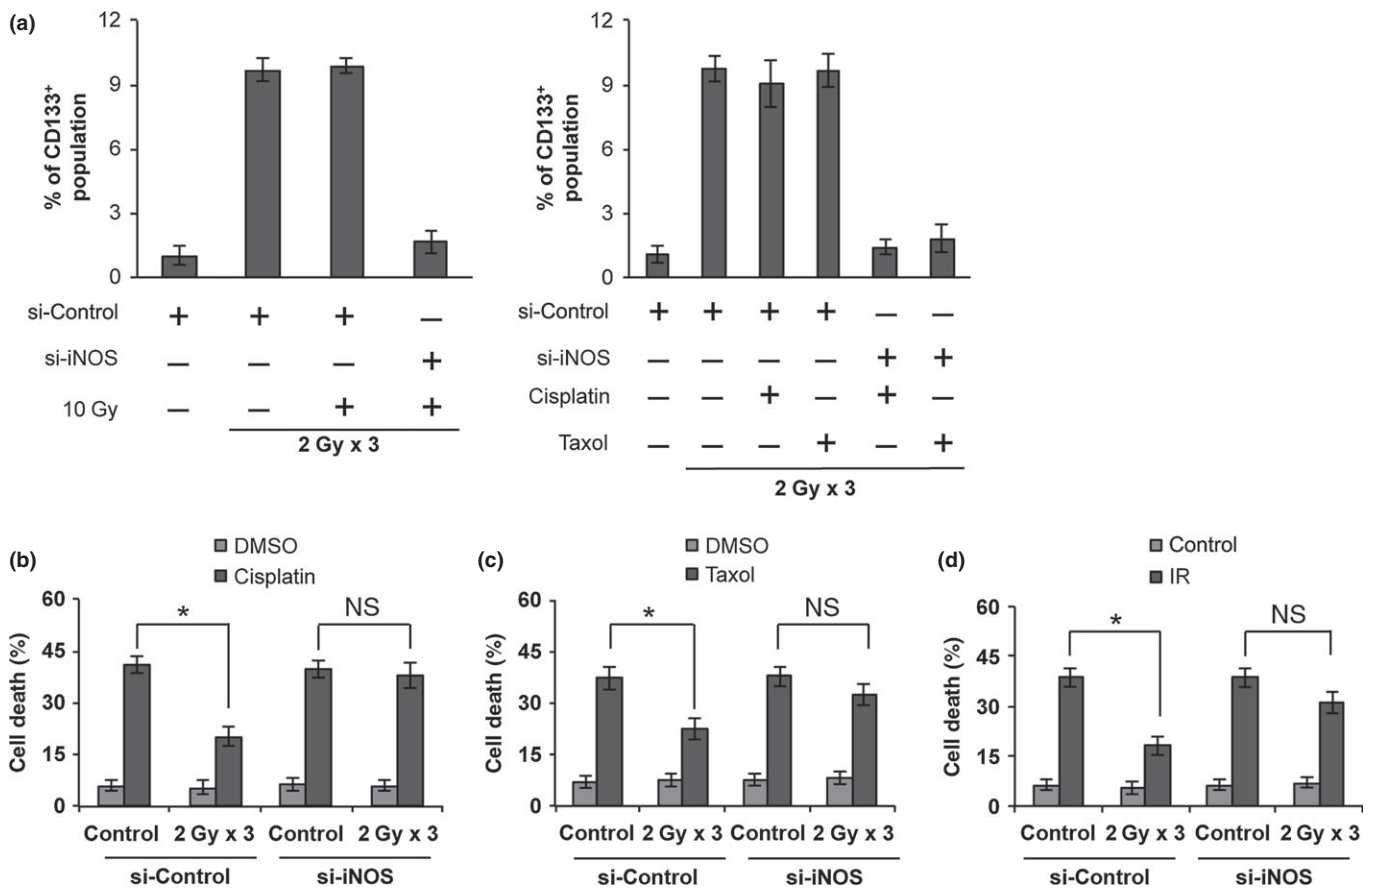 (a)
% of CD133⁺
population
12
9
6
3
0
si-Control + + + —
si-iNOS — — — +
10 Gy — — + +
2 Gy x 3
% of CD133⁺
population
12
9
6
3
0
si-Control + + + + — —
si-iNOS — — — — + +
Cisplatin — — + — + —
Taxol — — — + — +
2 Gy x 3
(b)
DMSO
Cisplatin
Cell death (%)
60
45
30
15
0
* NS
Control 2 Gy x 3 Control 2 Gy x 3
si-Control si-iNOS
(c)
DMSO
Taxol
Cell death (%)
60
45
30
15
0
* NS
Control 2 Gy x 3 Control 2 Gy x 3
si-Control si-iNOS
(d)
Control
IR
Cell death (%)
60
45
30
15
0
* NS
Control 2 Gy x 3 Control 2 Gy x 3
si-Control si-iNOS